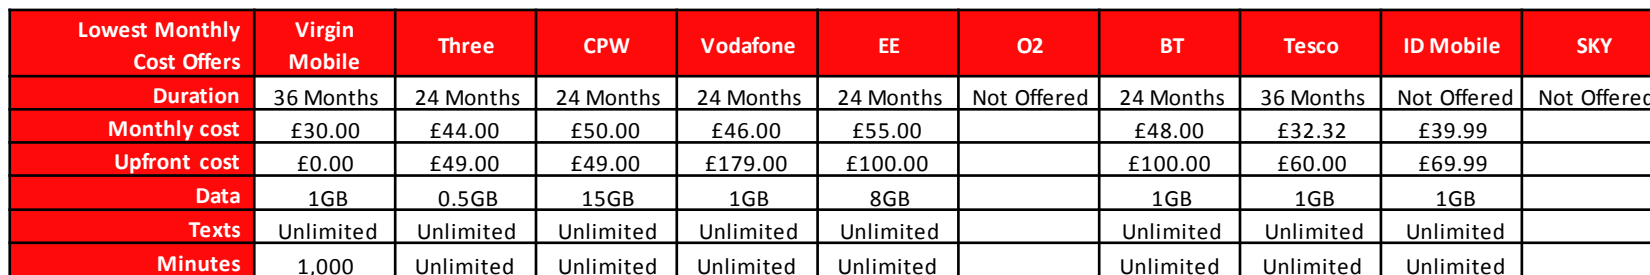 Lowest Monthly Cost Offers Virgin Mobile Three CPW Vodafone EE O2 BT Tesco ID Mobile SKY
Duration 36 Months 24 Months 24 Months 24 Months 24 Months Not Offered 24 Months 36 Months Not Offered Not Offered
Monthly cost £30.00 £44.00 £50.00 £46.00 £55.00 £48.00 £32.32 £39.99
Upfront cost £0.00 £49.00 £49.00 £179.00 £100.00 £100.00 £60.00 £69.99
Data 1GB 0.5GB 15GB 1GB 8GB 1GB 1GB 1GB
Texts Unlimited Unlimited Unlimited Unlimited Unlimited Unlimited Unlimited Unlimited
Minutes 1,000 Unlimited Unlimited Unlimited Unlimited Unlimited Unlimited Unlimited